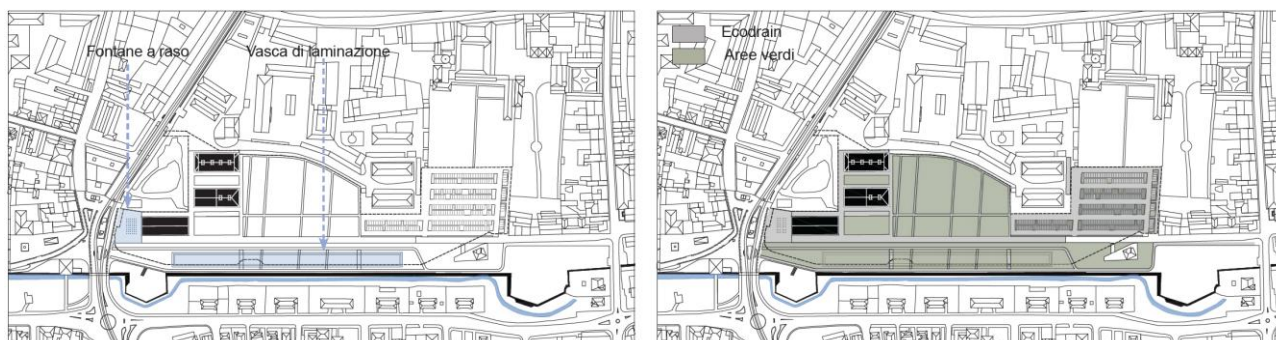 Fontane a raso
Vasca di laminazione
Ecodrain
Aree verdi